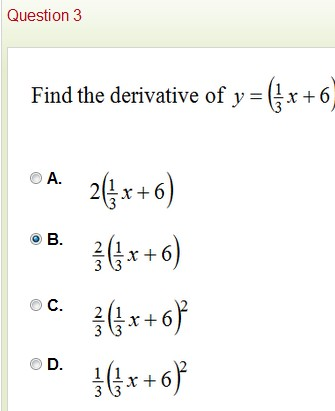 Question 3
Find the derivative of y = (1/3 x + 6)
A. 2(1/3 x + 6)
B. 2/3 (1/3 x + 6)
C. 2/3 (1/3 x + 6)²
D. 1/3 (1/3 x + 6)²